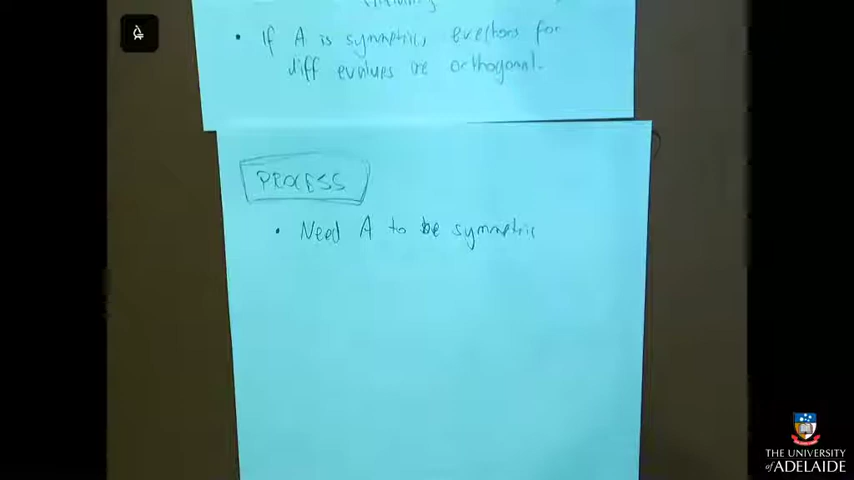 • If A is symmetric, evectors for
diff evalues are orthogonal.
PROCESS
• Need A to be symmetric
THE UNIVERSITY
of ADELAIDE